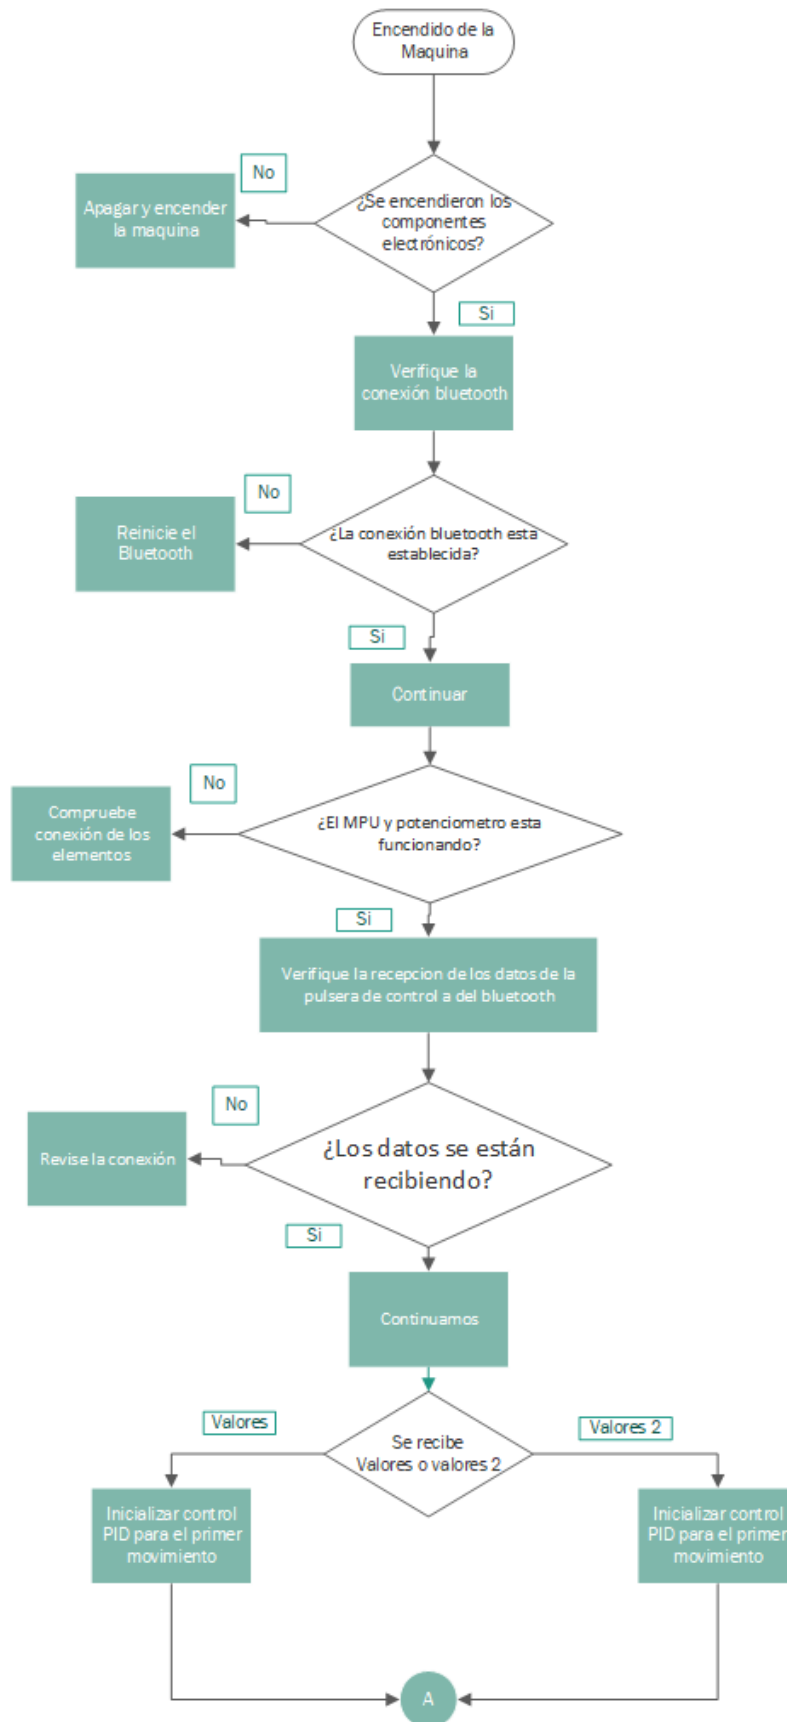 Encendido de la
Maquina
No
¿Se encendieron los
componentes
electrónicos?
Apagar y encender
la maquina
Si
Verifique la
conexión bluetooth
No
¿La conexión bluetooth esta
establecida?
Reinicie el
Bluetooth
Si
Continuar
No
¿El MPU y potenciometro esta
funcionando?
Compruebe
conexión de los
elementos
Si
Verifique la recepcion de los datos de la
pulsera de control a del bluetooth
No
¿Los datos se están
recibiendo?
Revise la conexión
Si
Continuamos
Valores
Valores 2
Se recibe
Valores o valores 2
Inicializar control
PID para el primer
movimiento
Inicializar control
PID para el primer
movimiento
A